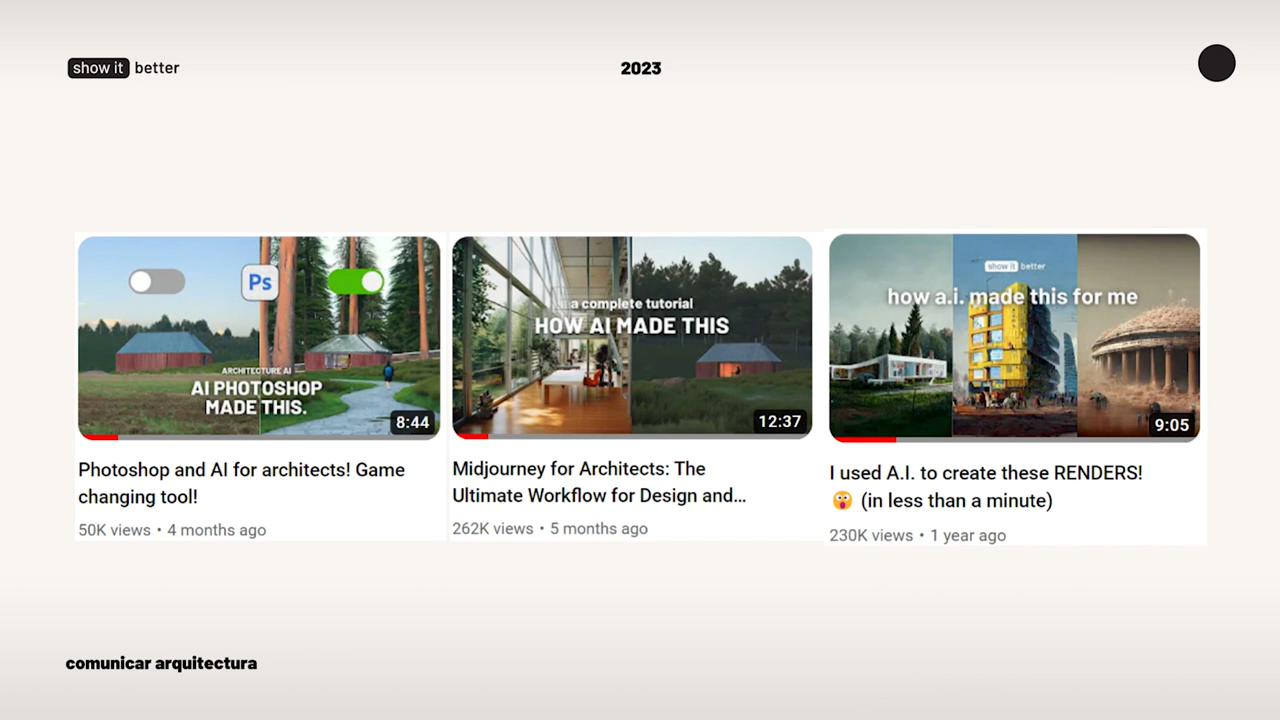 show it better
2023
Ps
ARCHITECTURE AI
AI PHOTOSHOP
MADE THIS.
8:44
Photoshop and AI for architects! Game
changing tool!
50K views • 4 months ago
a complete tutorial
HOW AI MADE THIS
12:37
Midjourney for Architects: The
Ultimate Workflow for Design and...
262K views • 5 months ago
show it better
how a.i. made this for me
9:05
I used A.I. to create these RENDERS!
😲 (in less than a minute)
230K views • 1 year ago
comunicar arquitectura